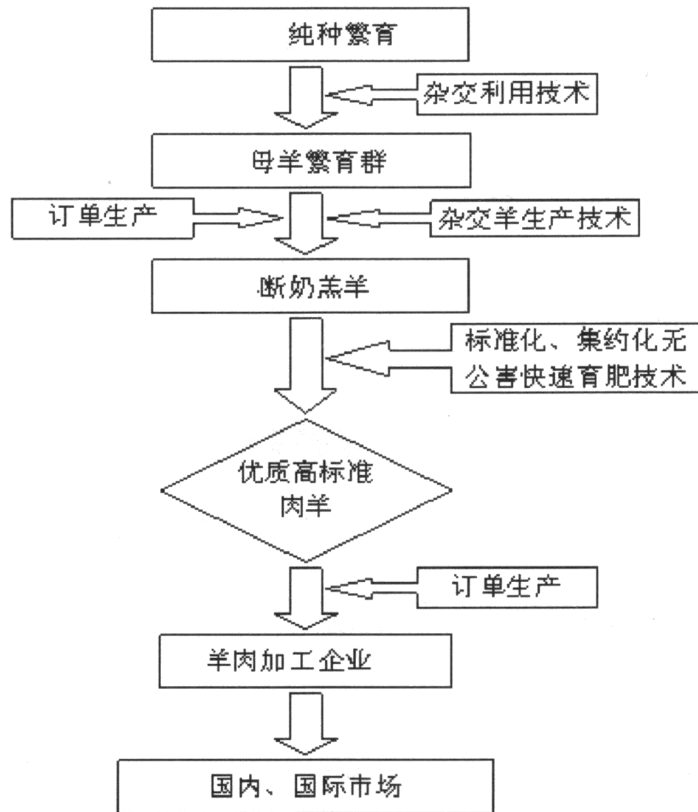 纯种繁育
杂交利用技术
母羊繁育群
订单生产
杂交羊生产技术
断奶羔羊
标准化、集约化无
公害快速育肥技术
优质高标准
肉羊
订单生产
羊肉加工企业
国内、国际市场